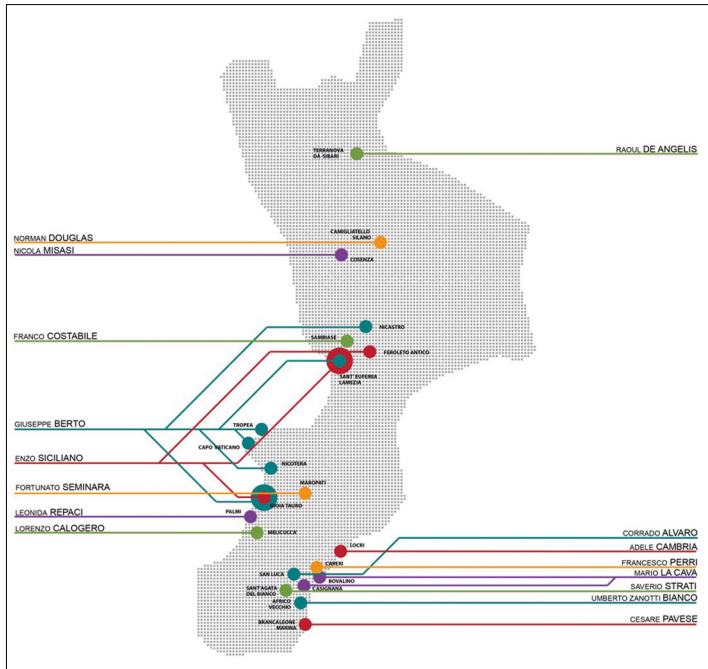 TERRANOVA
DA SIBARI
RAOUL DE ANGELIS
CAMIGLIATELLO
SILANO
NORMAN DOUGLAS
NICOLA MISASI
COSENZA
NICASTRO
FRANCO COSTABILE
SAMBIASE
FEROLETO ANTICO
SANT' EUFEMIA
LAMEZIA
GIUSEPPE BERTO
TROPEA
CAPO VATICANO
ENZO SICILIANO
NICOTERA
MAROPATI
FORTUNATO SEMINARA
GIOIA TAURO
LEONIDA REPACI
PALMI
LORENZO CALOGERO
MELICUCCA'
CORRADO ALVARO
LOCRI
ADELE CAMBRIA
CARERI
FRANCESCO PERRI
SAN LUCA
MARIO LA CAVA
BOVALINO
CASIGNANA
SAVERIO STRATI
SANT'AGATA
DEL BIANCO
UMBERTO ZANOTTI BIANCO
AFRICO
VECCHIO
CESARE PAVESE
BRANCALEONE
MARINA